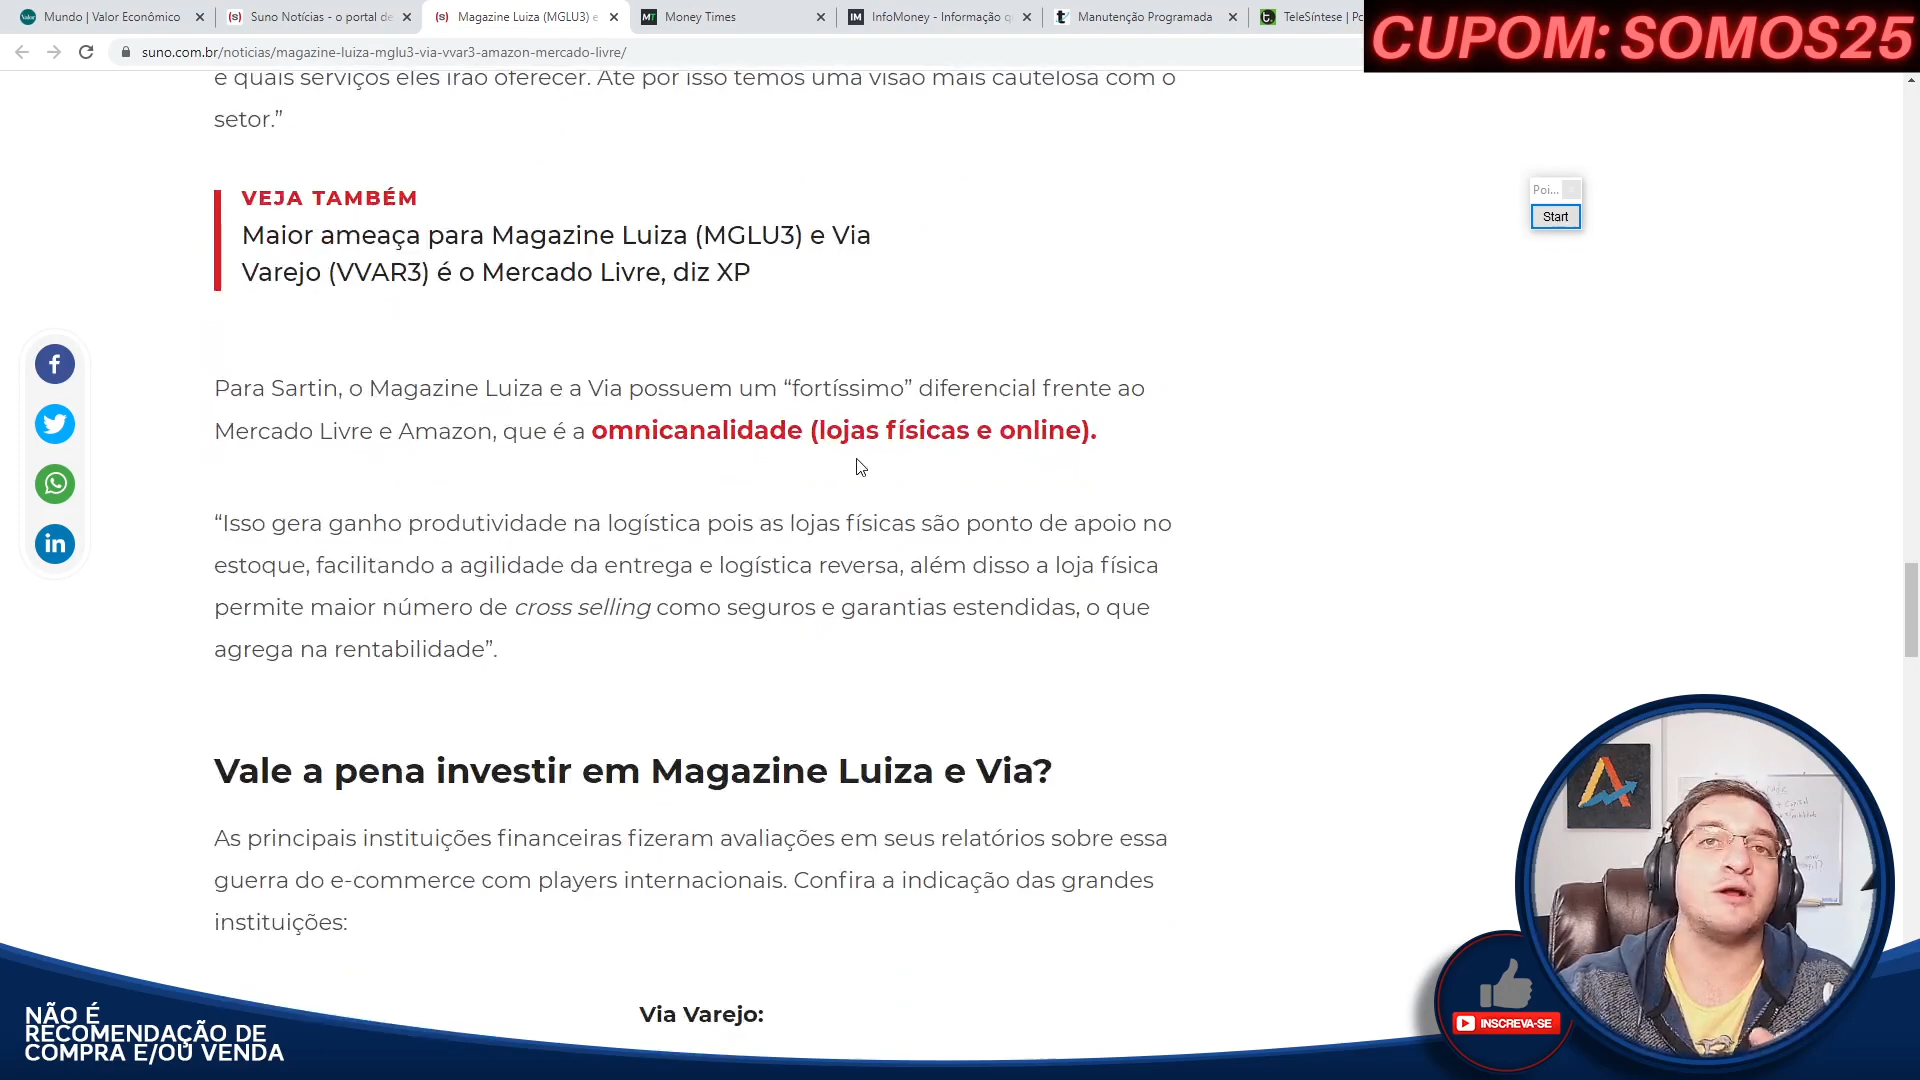 Mundo | Valor Econômico
Suno Notícias - o portal de
Magazine Luiza (MGLU3) e
Money Times
InfoMoney - Informação q
Manutenção Programada
TeleSíntese | Po
CUPOM: SOMOS25
suno.com.br/noticias/magazine-luiza-mglu3-via-vvar3-amazon-mercado-livre/
e quais serviços eles irão oferecer. Até por isso temos uma visão mais cautelosa com o
setor.”
VEJA TAMBÉM
Maior ameaça para Magazine Luiza (MGLU3) e Via
Varejo (VVAR3) é o Mercado Livre, diz XP
Poi...
Start
Para Sartin, o Magazine Luiza e a Via possuem um “fortíssimo” diferencial frente ao
Mercado Livre e Amazon, que é a omnicanalidade (lojas físicas e online).
“Isso gera ganho produtividade na logística pois as lojas físicas são ponto de apoio no
estoque, facilitando a agilidade da entrega e logística reversa, além disso a loja física
permite maior número de cross selling como seguros e garantias estendidas, o que
agrega na rentabilidade”.
Vale a pena investir em Magazine Luiza e Via?
As principais instituições financeiras fizeram avaliações em seus relatórios sobre essa
guerra do e-commerce com players internacionais. Confira a indicação das grandes
instituições:
Via Varejo:
NÃO É
RECOMENDAÇÃO DE
COMPRA E/OU VENDA
INSCREVA-SE